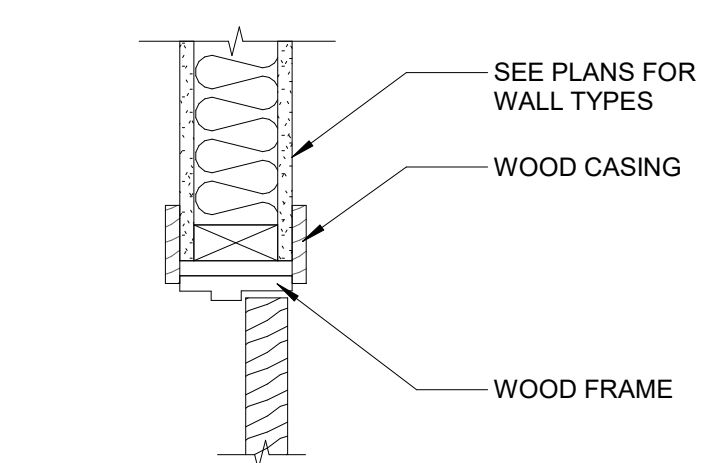 SEE PLANS FOR
WALL TYPES
WOOD CASING
WOOD FRAME